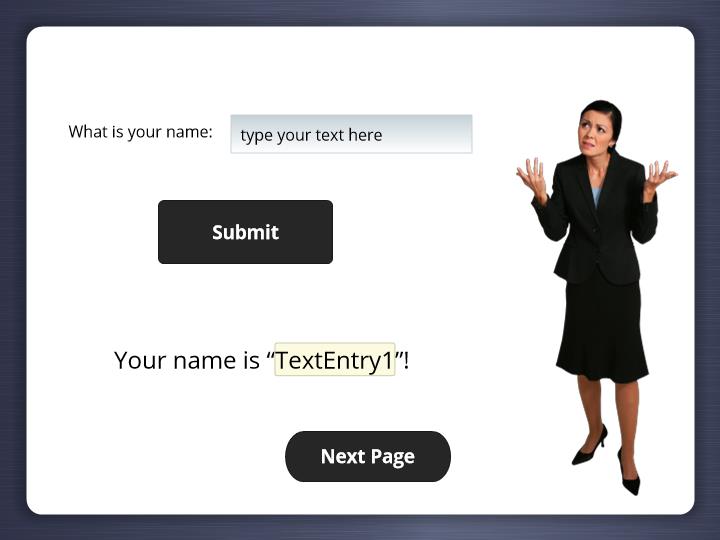 What is your name:
type your text here
Submit
Your name is “TextEntry1”!
Next Page